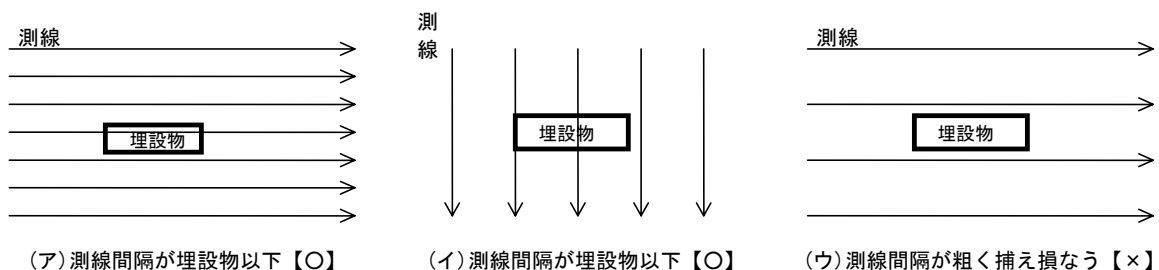 測線
埋設物
(ア)測線間隔が埋設物以下【〇】
測
線
埋設物
(イ)測線間隔が埋設物以下【〇】
測線
埋設物
(ウ)測線間隔が粗く捕え損なう【×】